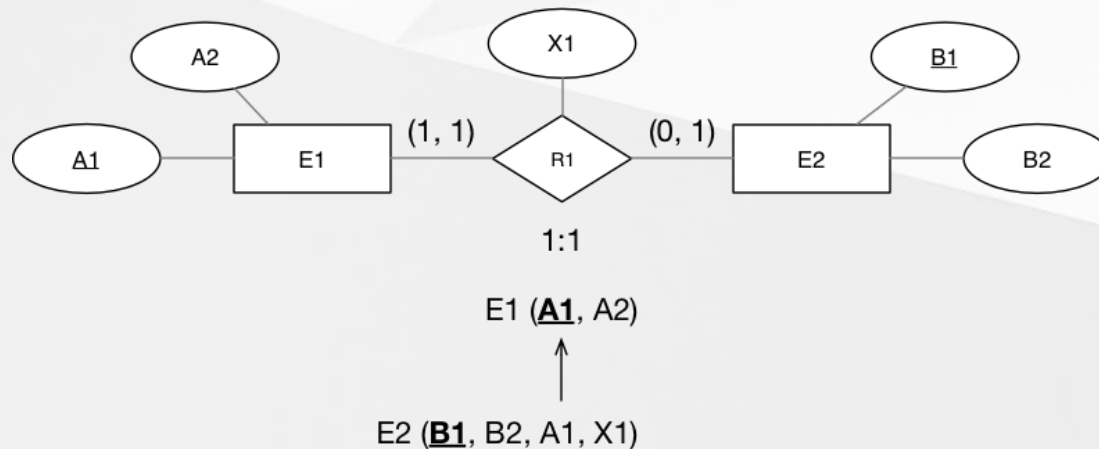 X1
A2
B1
(1, 1)
(0, 1)
A1
E1
R1
E2
B2
1:1
E1 (A1, A2)
E2 (B1, B2, A1, X1)